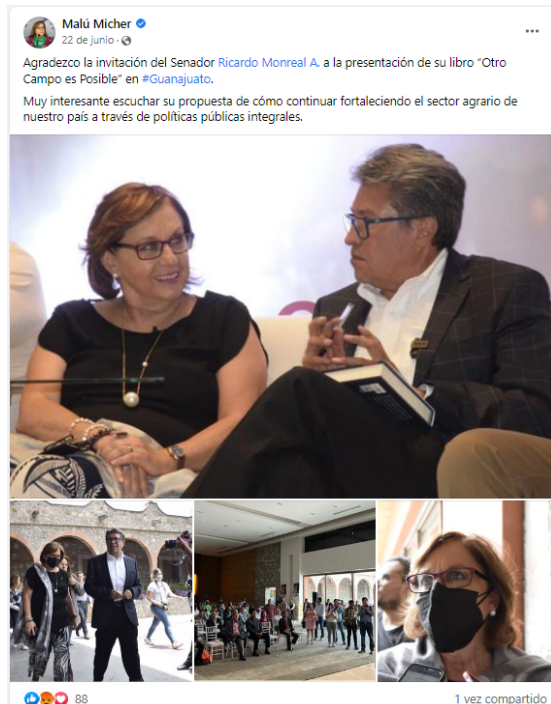 Malú Micher
22 de junio ·
Agradezco la invitación del Senador Ricardo Monreal A. a la presentación de su libro “Otro
Campo es Posible” en #Guanajuato.
Muy interesante escuchar su propuesta de cómo continuar fortaleciendo el sector agrario de
nuestro país a través de políticas públicas integrales.
88
1 vez compartido